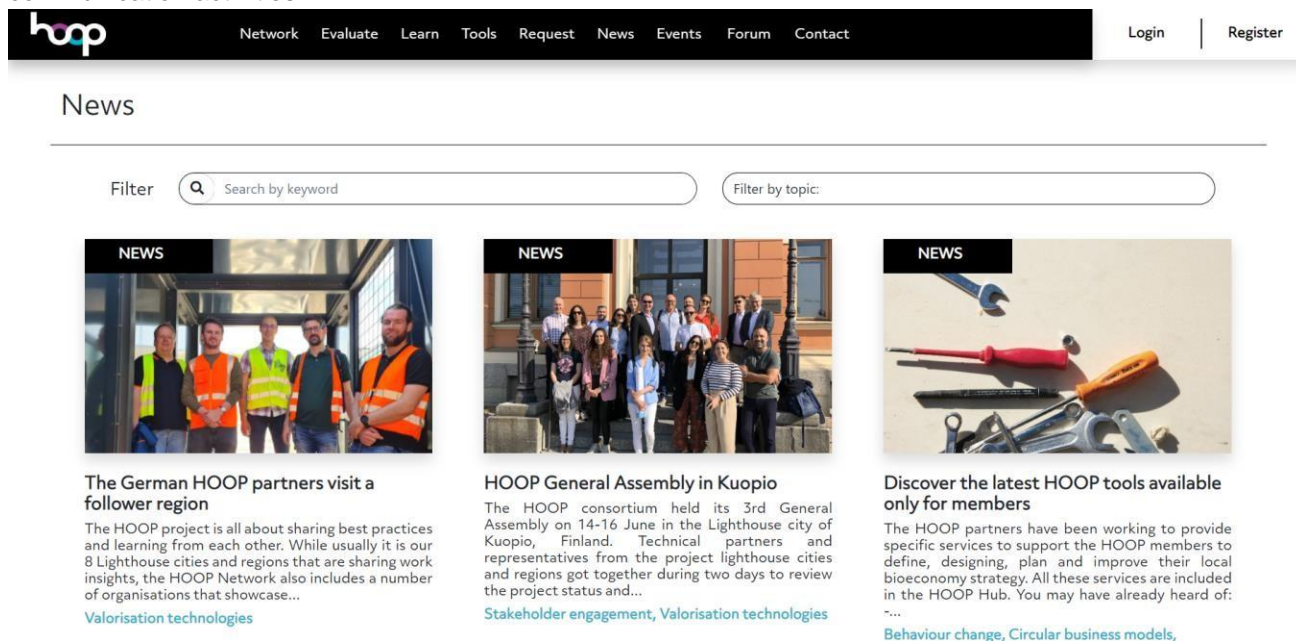 hoop
Network Evaluate Learn Tools Request News Events Forum Contact
Login Register
News
Filter
Search by keyword
Filter by topic:
NEWS
The German HOOP partners visit a
follower region
The HOOP project is all about sharing best practices
and learning from each other. While usually it is our
8 Lighthouse cities and regions that are sharing work
insights, the HOOP Network also includes a number
of organisations that showcase...
Valorisation technologies
NEWS
HOOP General Assembly in Kuopio
The HOOP consortium held its 3rd General
Assembly on 14-16 June in the Lighthouse city of
Kuopio, Finland. Technical partners and
representatives from the project lighthouse cities
and regions got together during two days to review
the project status and...
Stakeholder engagement, Valorisation technologies
NEWS
Discover the latest HOOP tools available
only for members
The HOOP partners have been working to provide
specific services to support the HOOP members to
define, designing, plan and improve their local
bioeconomy strategy. All these services are included
in the HOOP Hub. You may have already heard of:
-...
Behaviour change, Circular business models,